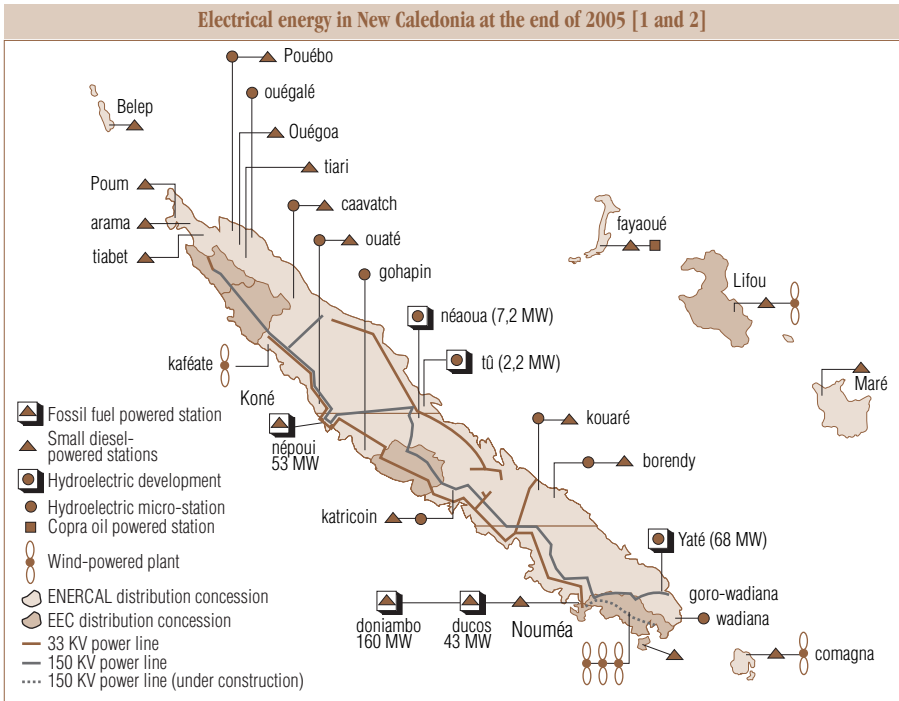 Electrical energy in New Caledonia at the end of 2005 [1 and 2]
Pouébo
ouégalé
Belep
Ouégoa
tiari
Poum
caavatch
arama
fayaoué
ouaté
tiabet
gohapin
Lifou
néaoua (7,2 MW)
tû (2,2 MW)
kaféate
Maré
Koné
Fossil fuel powered station
Small diesel-
powered stations
Hydroelectric development
Hydroelectric micro-station
Copra oil powered station
Wind-powered plant
ENERCAL distribution concession
EEC distribution concession
33 KV power line
150 KV power line
150 KV power line (under construction)
népoui
53 MW
kouaré
borendy
katricoin
Yaté (68 MW)
goro-wadiana
wadiana
doniambo
160 MW
ducos
43 MW
Nouméa
comagna